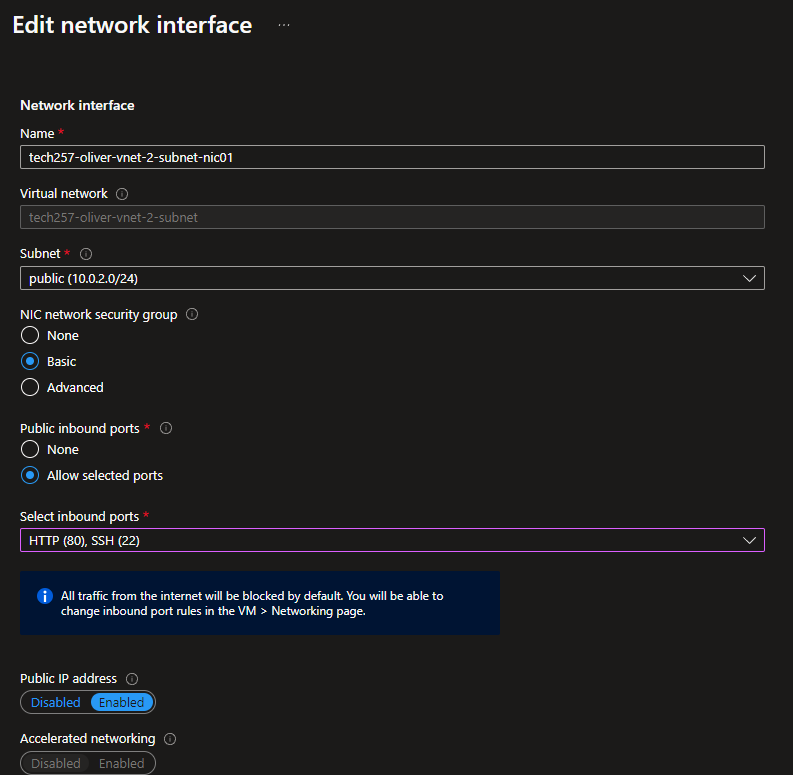 Edit network interface ...
Network interface
Name *
tech257-oliver-vnet-2-subnet-nic01
Virtual network
tech257-oliver-vnet-2-subnet
Subnet *
public (10.0.2.0/24)
NIC network security group
None
Basic
Advanced
Public inbound ports *
None
Allow selected ports
Select inbound ports *
HTTP (80), SSH (22)
All traffic from the internet will be blocked by default. You will be able to
change inbound port rules in the VM > Networking page.
Public IP address
Disabled Enabled
Accelerated networking
Disabled Enabled